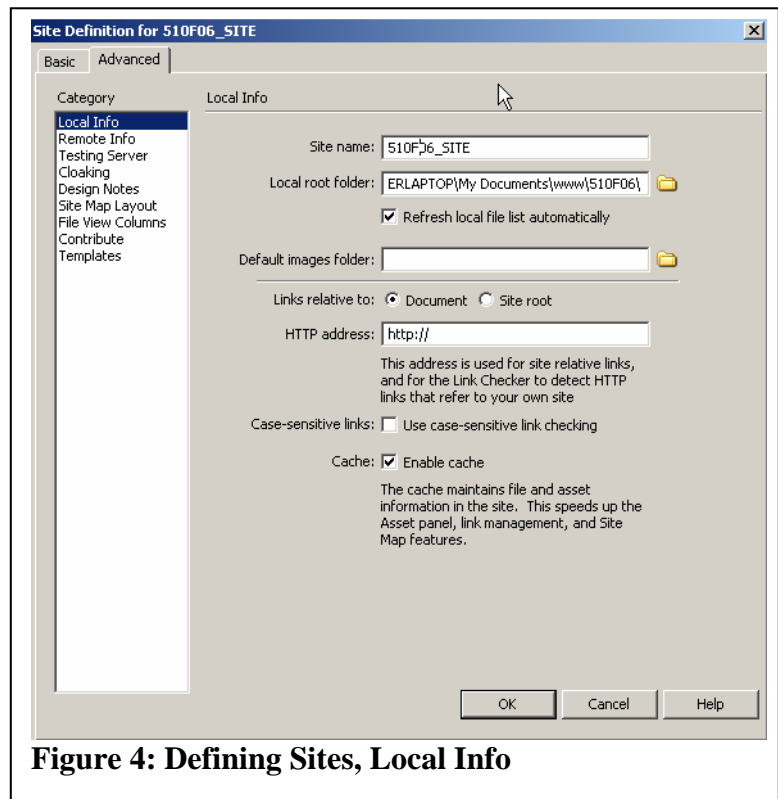 Site Definition for 510F06_SITE
Basic
Advanced
Category
Local Info
Remote Info
Testing Server
Cloaking
Design Notes
Site Map Layout
File View Columns
Contribute
Templates
Local Info
Site name: 510F06_SITE
Local root folder: ERLAPTOP\My Documents\www\510F06\
Refresh local file list automatically
Default images folder:
Links relative to: Document Site root
HTTP address: http://
This address is used for site relative links,
and for the Link Checker to detect HTTP
links that refer to your own site
Case-sensitive links: Use case-sensitive link checking
Cache: Enable cache
The cache maintains file and asset
information in the site. This speeds up the
Asset panel, link management, and Site
Map features.
OK Cancel Help
Figure 4: Defining Sites, Local Info